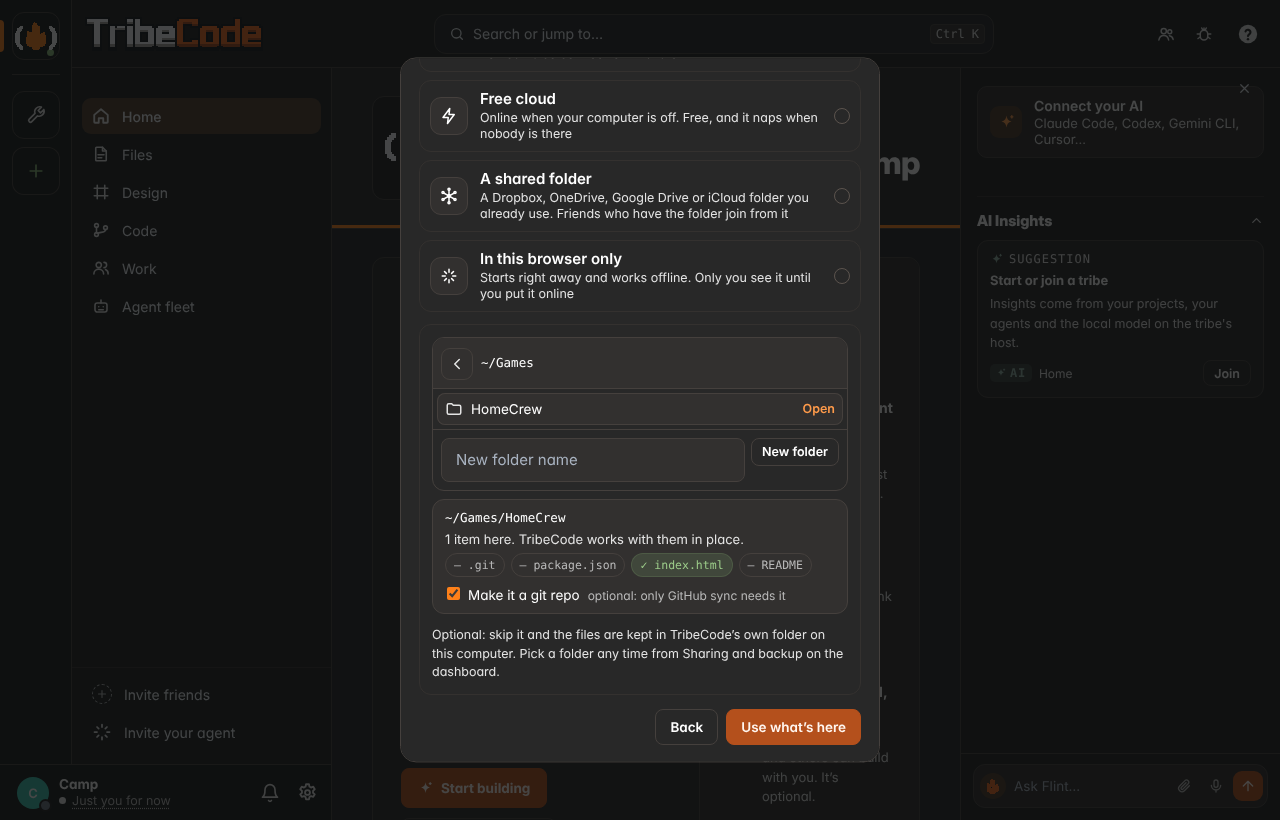 TribeCode
Search or jump to...
Ctrl K
Home
Files
Design
Code
Work
Agent fleet
Invite friends
Invite your agent
C
Camp
Just you for now
Free cloud
Online when your computer is off. Free, and it naps when
nobody is there
A shared folder
A Dropbox, OneDrive, Google Drive or iCloud folder you
already use. Friends who have the folder join from it
In this browser only
Starts right away and works offline. Only you see it until
you put it online
~/Games
HomeCrew
Open
New folder name
New folder
~/Games/HomeCrew
1 item here. TribeCode works with them in place.
– .git
– package.json
✓ index.html
– README
Make it a git repo optional: only GitHub sync needs it
Optional: skip it and the files are kept in TribeCode’s own folder on
this computer. Pick a folder any time from Sharing and backup on the
dashboard.
Back
Use what’s here
Start building
with you. It’s
optional.
Connect your AI
Claude Code, Codex, Gemini CLI,
Cursor...
AI Insights
SUGGESTION
Start or join a tribe
Insights come from your projects, your
agents and the local model on the tribe's
host.
AI
Home
Join
Ask Flint...